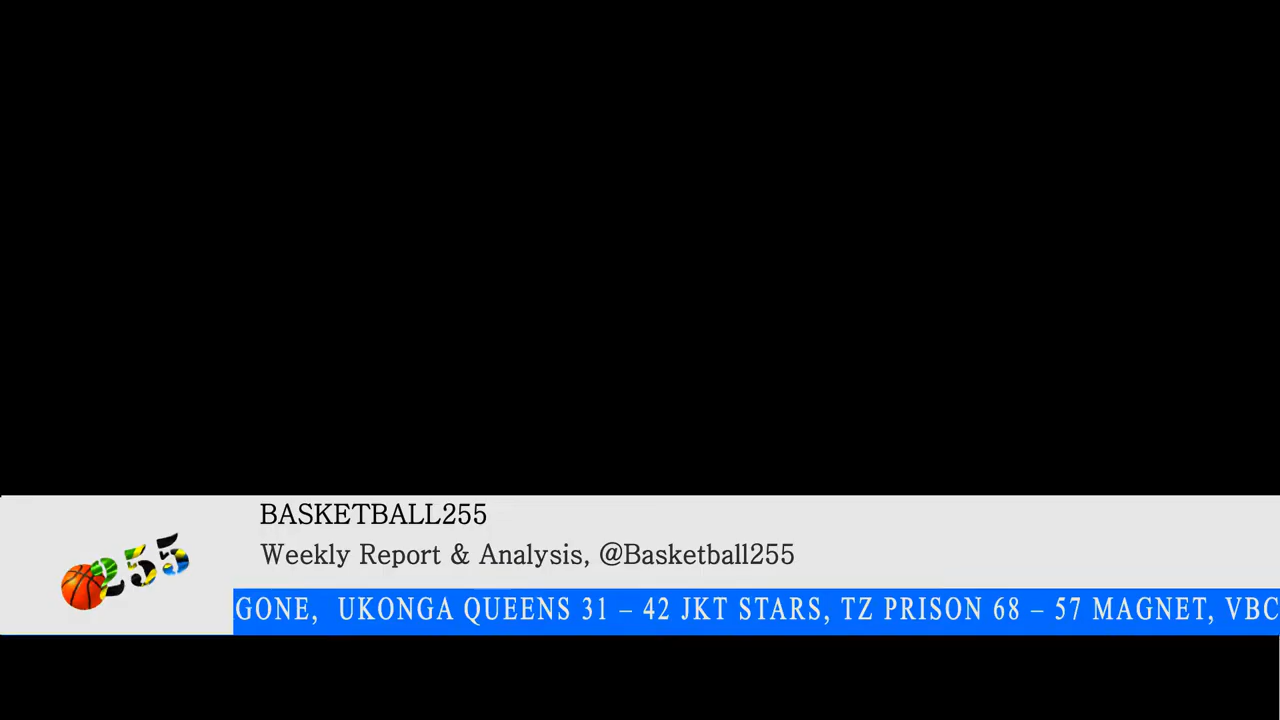 BASKETBALL255
Weekly Report & Analysis, @Basketball255
255
GONE, UKONGA QUEENS 31 – 42 JKT STARS, TZ PRISON 68 – 57 MAGNET, VBC